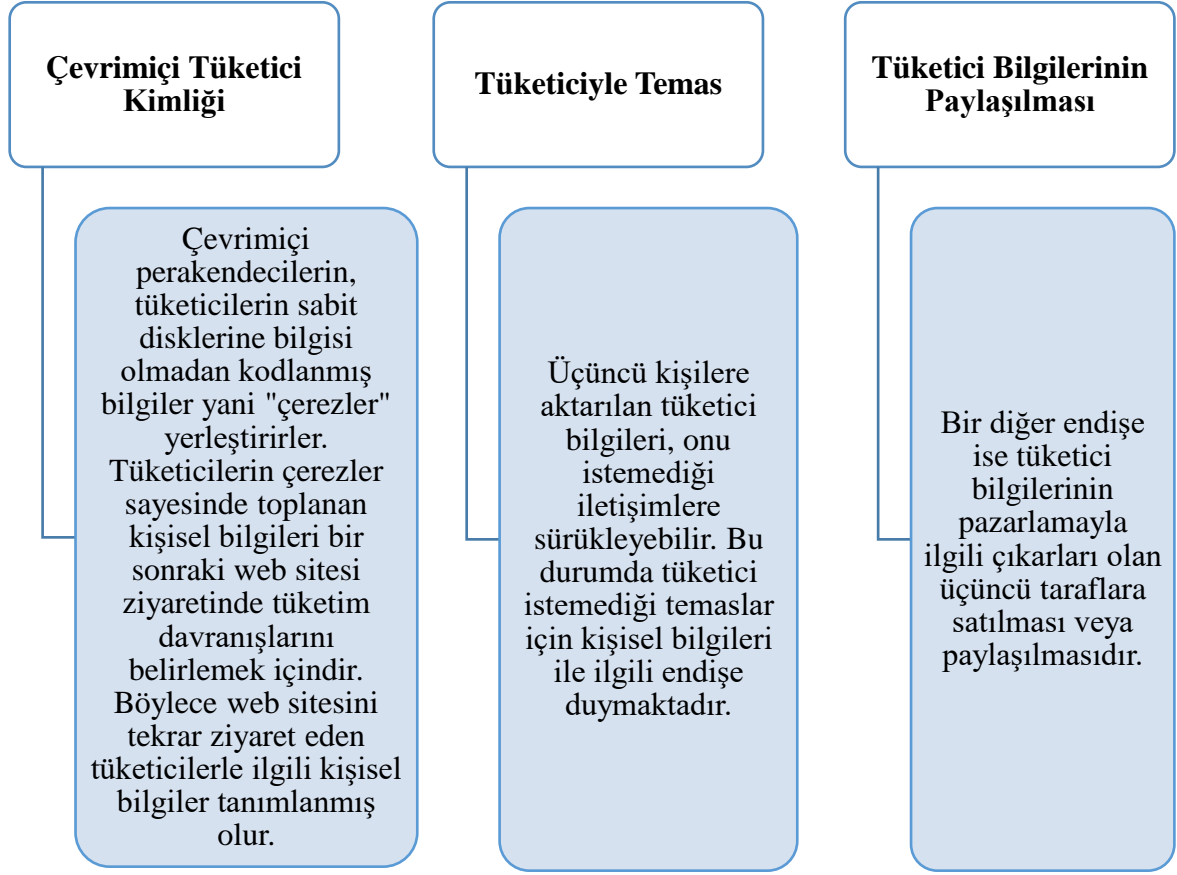 Çevrimiçi Tüketici
Kimliği
Çevrimiçi
perakendecilerin,
tüketicilerin sabit
disklerine bilgisi
olmadan kodlanmış
bilgiler yani "çerezler"
yerleştirirler.
Tüketicilerin çerezler
sayesinde toplanan
kişisel bilgileri bir
sonraki web sitesi
ziyaretinde tüketim
davranışlarını
belirlemek içindir.
Böylece web sitesini
tekrar ziyaret eden
tüketicilerle ilgili kişisel
bilgiler tanımlanmış
olur.
Tüketiciyle Temas
Üçüncü kişilere
aktarılan tüketici
bilgileri, onu
istemediği
iletişimlere
sürükleyebilir. Bu
durumda tüketici
istemediği temaslar
için kişisel bilgileri
ile ilgili endişe
duymaktadır.
Tüketici Bilgilerinin
Paylaşılması
Bir diğer endişe
ise tüketici
bilgilerinin
pazarlamayla
ilgili çıkarları olan
üçüncü taraflara
satılması veya
paylaşılmasıdır.